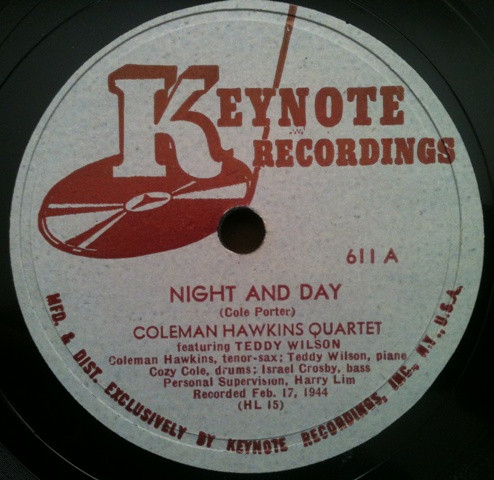 KEYNOTE
RECORDINGS
611 A
NIGHT AND DAY
(Cole Porter)
COLEMAN HAWKINS QUARTET
featuring TEDDY WILSON
Coleman Hawkins, tenor-sax; Teddy Wilson, piano
Cozy Cole, drums; Israel Crosby, bass
Personal Supervision, Harry Lim
Recorded Feb. 17, 1944
(HL 15)
MFD. & DIST. EXCLUSIVELY BY KEYNOTE RECORDINGS, INC., N.Y., U.S.A.